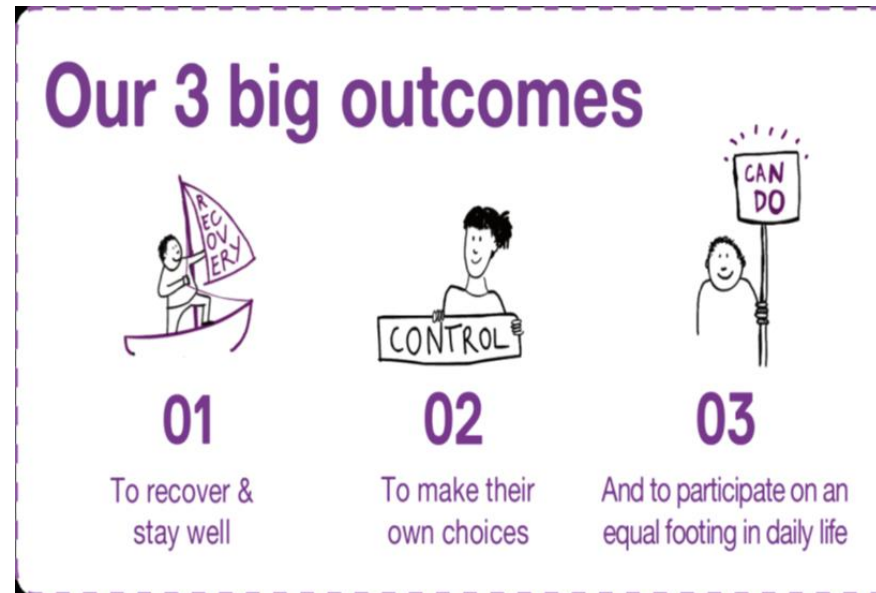 Our 3 big outcomes
RECOVERY
CONTROL
CAN
DO
01
To recover &
stay well
02
To make their
own choices
03
And to participate on an
equal footing in daily life